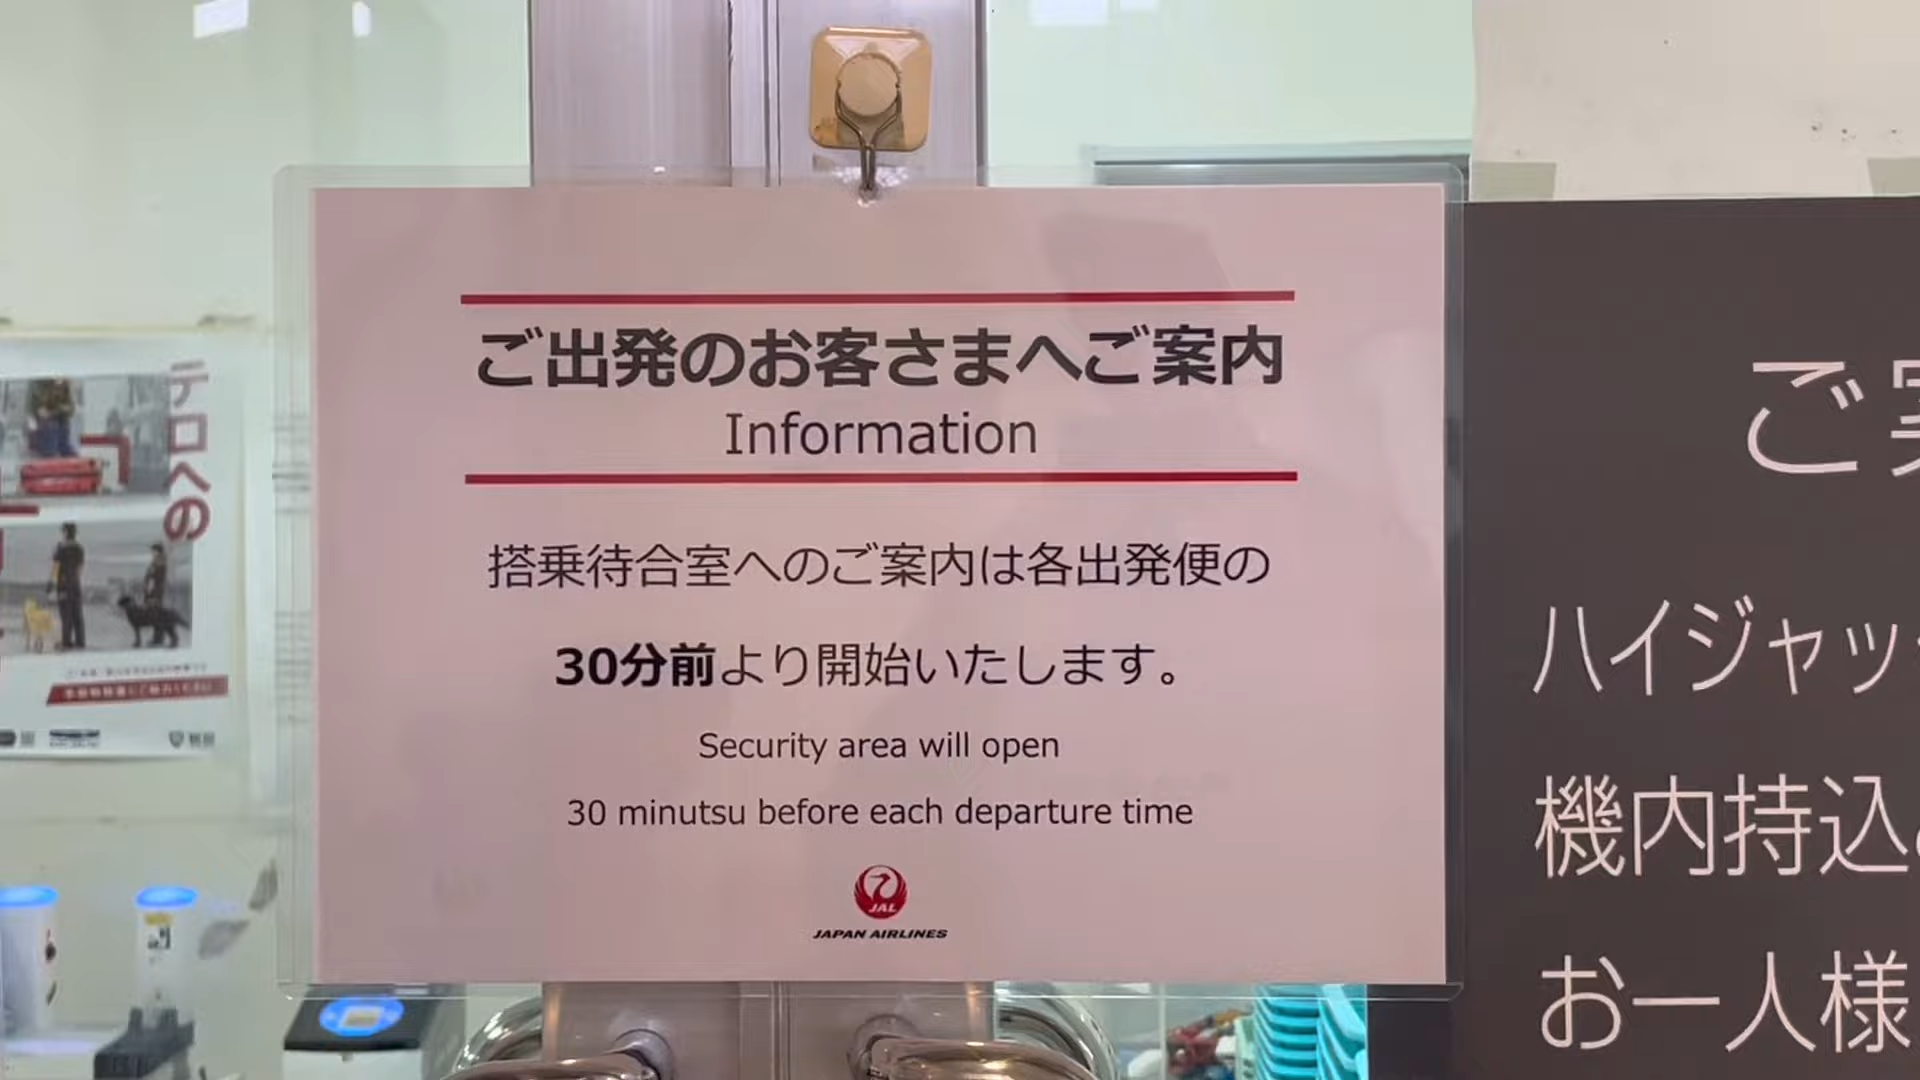 ご出発のお客さまへご案内
Information
搭乗待合室へのご案内は各出発便の
30分前より開始いたします。
Security area will open
30 minutsu before each departure time
JAL
JAPAN AIRLINES
テロへの
ご
ハイジャッ
機内持込
お一人様